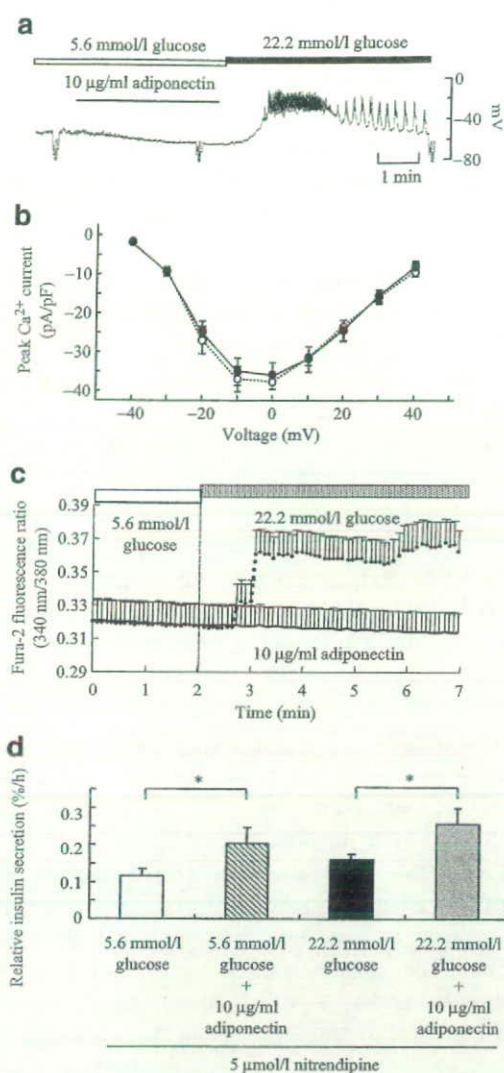 a
5.6 mmol/l glucose 22.2 mmol/l glucose
10 µg/ml adiponectin
0
−40
−80
mV
1 min
b
0
−10
−20
−30
−40
Peak Ca2+ current
(pA/pF)
−40 −20 0 20 40
Voltage (mV)
c
0.39
0.37
0.35
0.33
0.31
0.29
Fura-2 fluorescence ratio
(340 nm/380 nm)
5.6 mmol/l
glucose
22.2 mmol/l glucose
10 µg/ml adiponectin
0 1 2 3 4 5 6 7
Time (min)
d
Relative insulin secretion (%/h)
0.3
0.2
0.1
0
* *
5.6 mmol/l 5.6 mmol/l 22.2 mmol/l 22.2 mmol/l
glucose glucose glucose glucose
+ +
10 µg/ml 10 µg/ml
adiponectin adiponectin
5 µmol/l nitrendipine